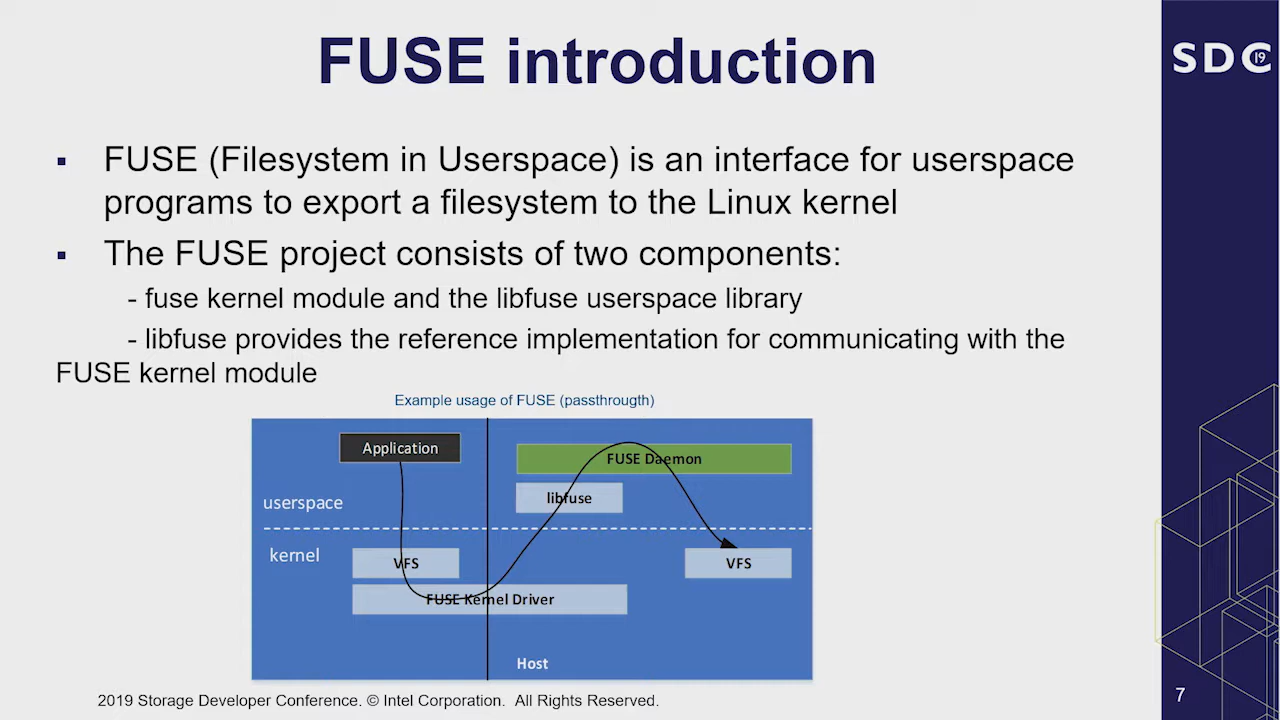 FUSE introduction
SDC 19
▪ FUSE (Filesystem in Userspace) is an interface for userspace
programs to export a filesystem to the Linux kernel
▪ The FUSE project consists of two components:
- fuse kernel module and the libfuse userspace library
- libfuse provides the reference implementation for communicating with the
FUSE kernel module
Example usage of FUSE (passthrougth)
Application
FUSE Daemon
libfuse
userspace
kernel
VFS
VFS
FUSE Kernel Driver
Host
2019 Storage Developer Conference. © Intel Corporation. All Rights Reserved.
7